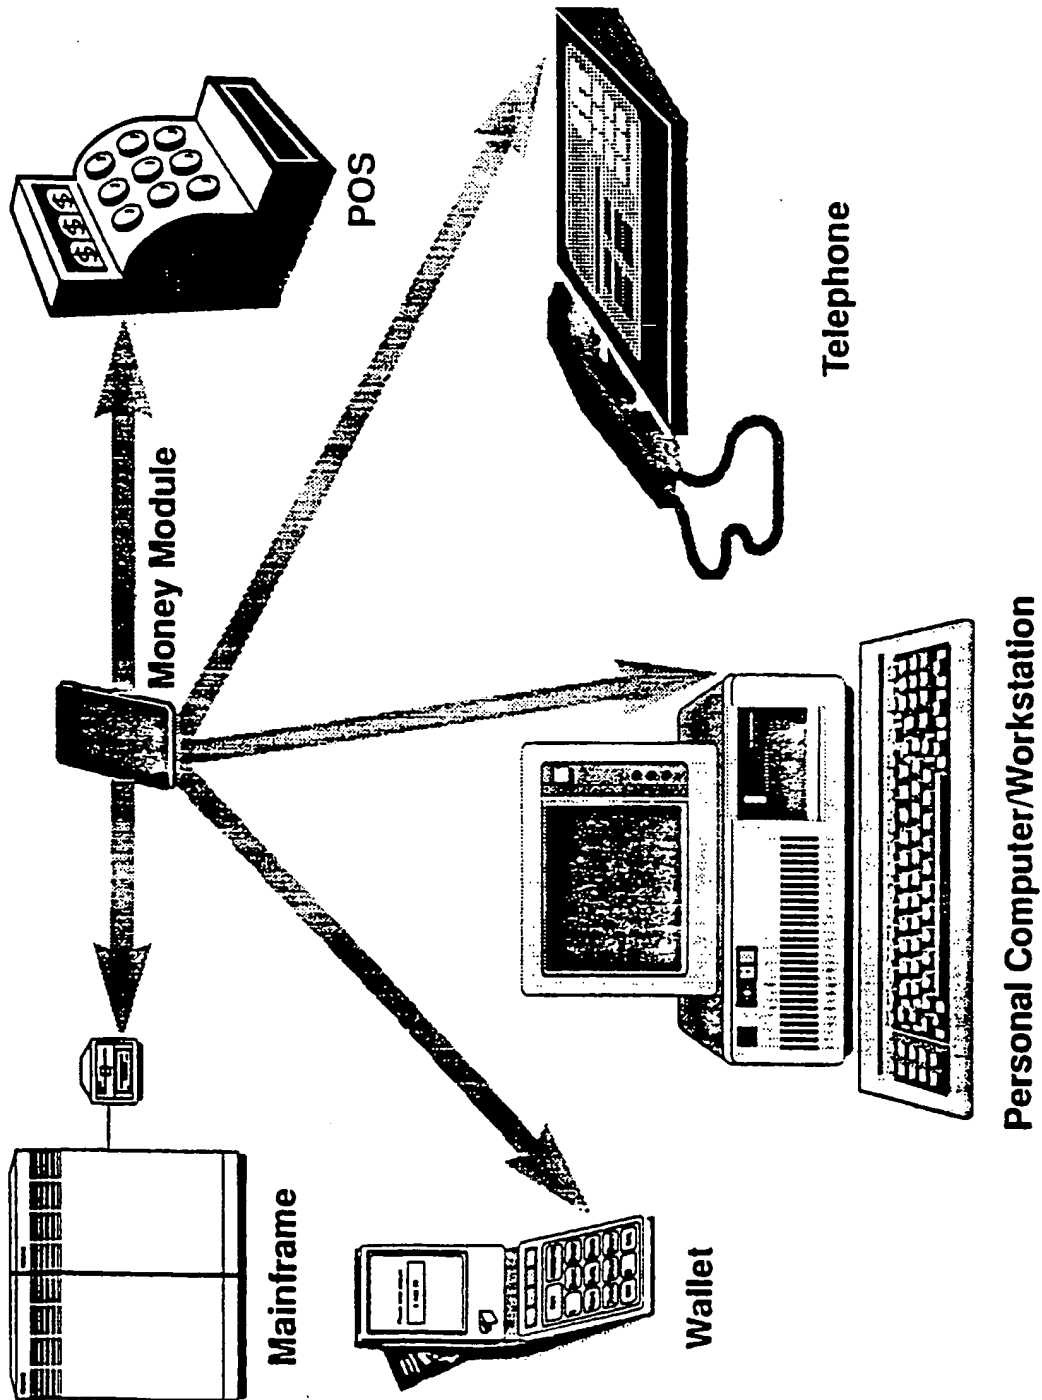 Mainframe
Money Module
$ $ $
POS
Wallet
Telephone
Personal Computer/Workstation